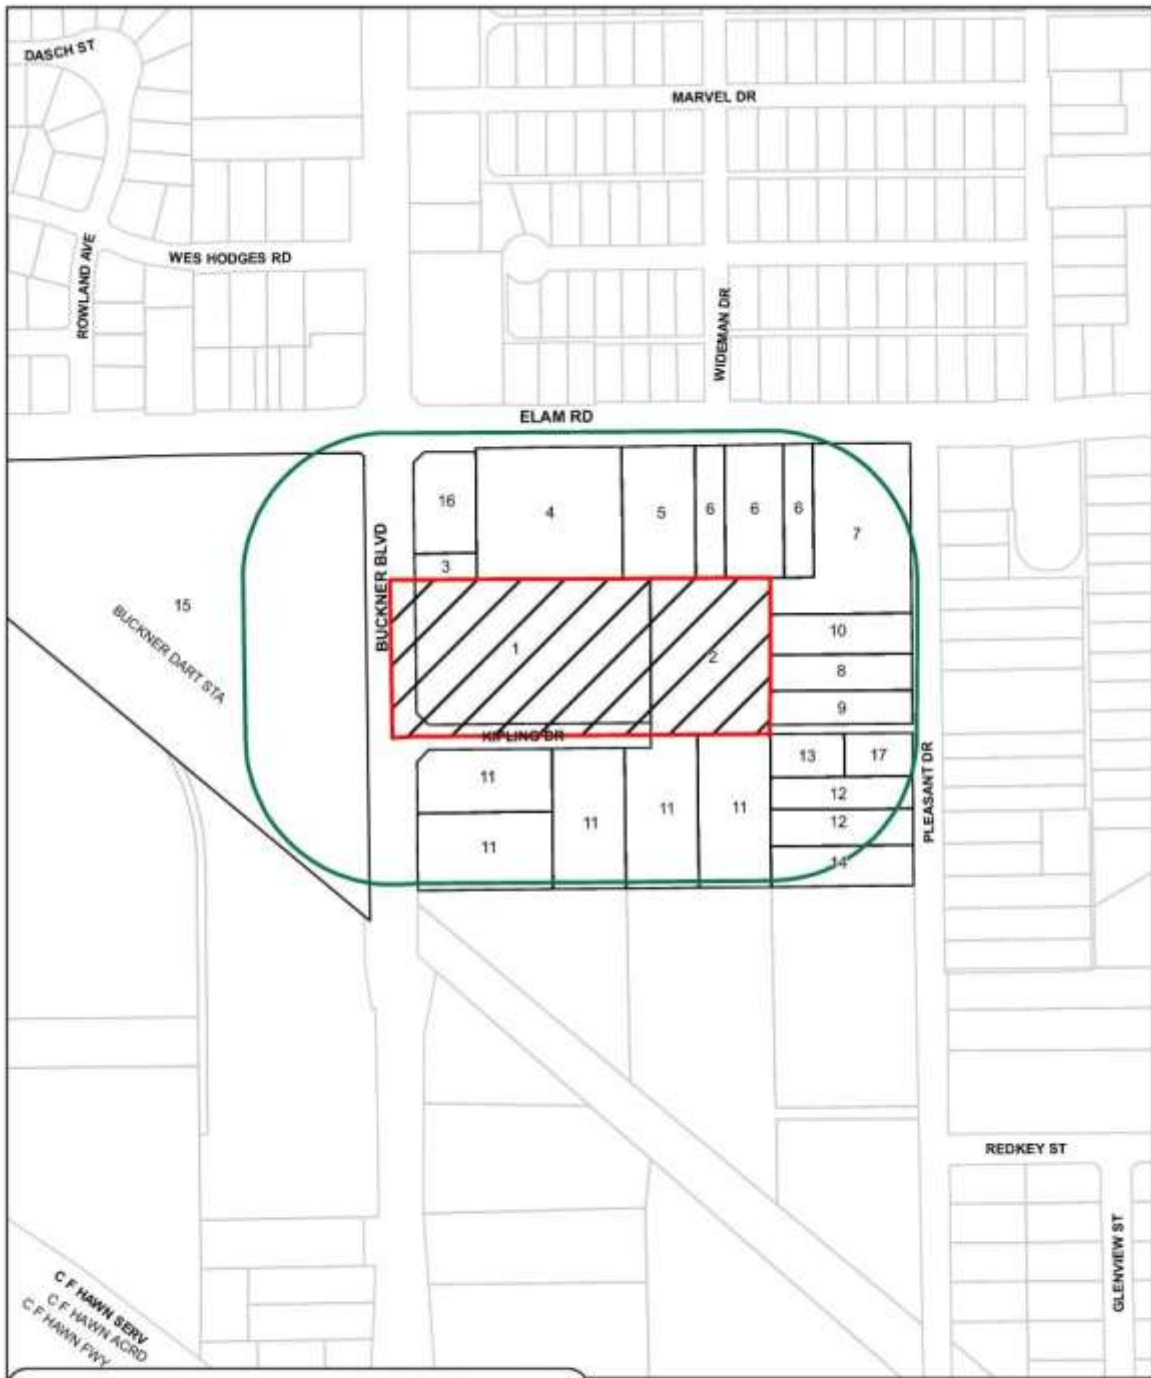 DASCH ST
MARVEL DR
ROWLAND AVE
WES HODGES RD
WIDEMAN DR
ELAM RD
16
4
5
6
6
6
7
3
BUCKNER BLVD
15
BUCKNER DART STA
1
2
10
8
9
KIPLING DR
13
17
11
11
11
11
12
PLEASANT DR
12
11
14
REDKEY ST
GLENVIEW ST
C F HAWN SERV
C F HAWN ACRD
C F HAWN FWY